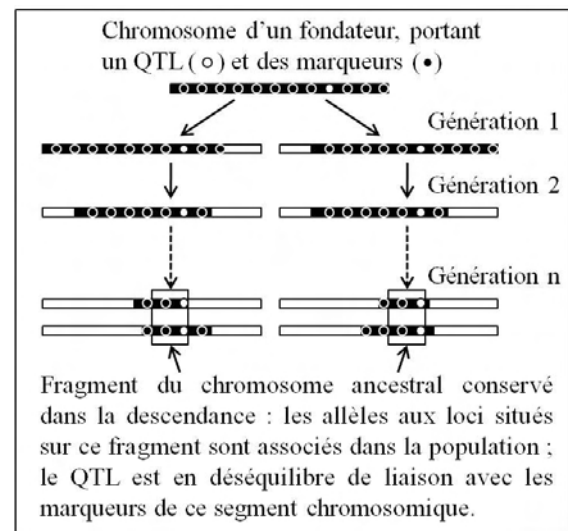 Chromosome d’un fondateur, portant
un QTL (○) et des marqueurs (•)
Génération 1
Génération 2
Génération n
Fragment du chromosome ancestral conservé
dans la descendance : les allèles aux loci situés
sur ce fragment sont associés dans la population ;
le QTL est en déséquilibre de liaison avec les
marqueurs de ce segment chromosomique.